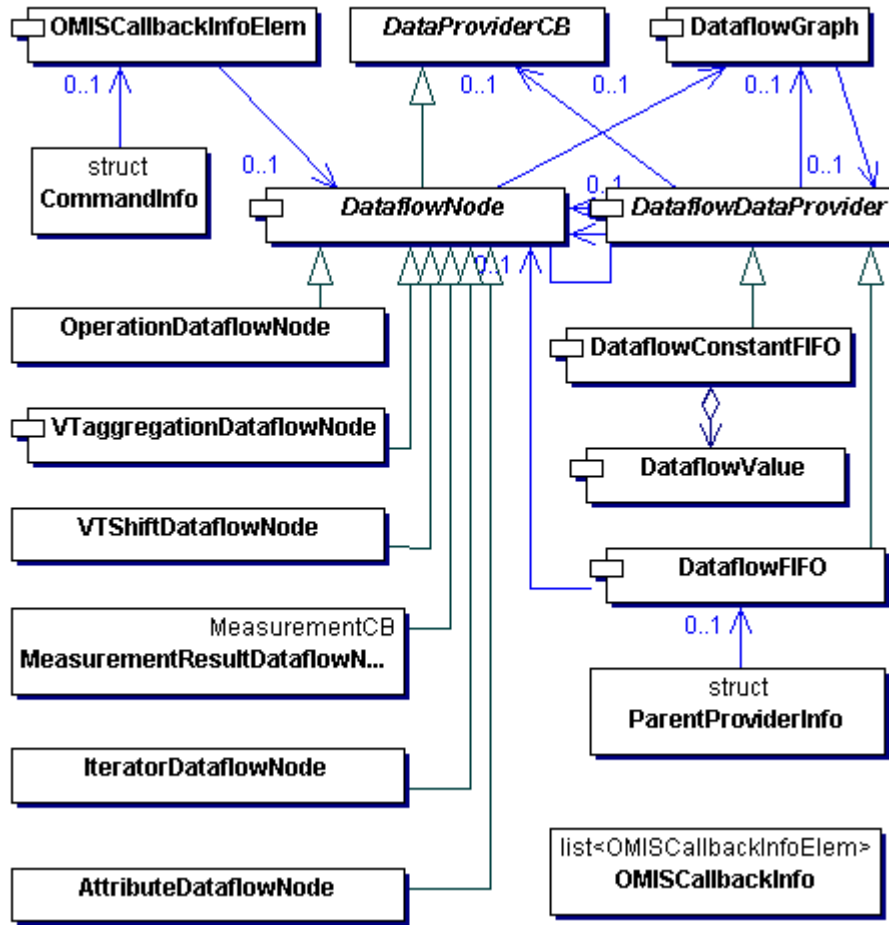 OMISCallbackInfoElem
DataProviderCB
DataflowGraph
0..1
0..1
0..1
0..1
struct
CommandInfo
0..1
0..1
0..1
DataflowNode
DataflowDataProvider
0..1
OperationDataflowNode
DataflowConstantFIFO
VTaggregationDataflowNode
DataflowValue
VTShiftDataflowNode
DataflowFIFO
MeasurementCB
MeasurementResultDataflowN...
0..1
struct
ParentProviderInfo
IteratorDataflowNode
list<OMISCallbackInfoElem>
OMISCallbackInfo
AttributeDataflowNode